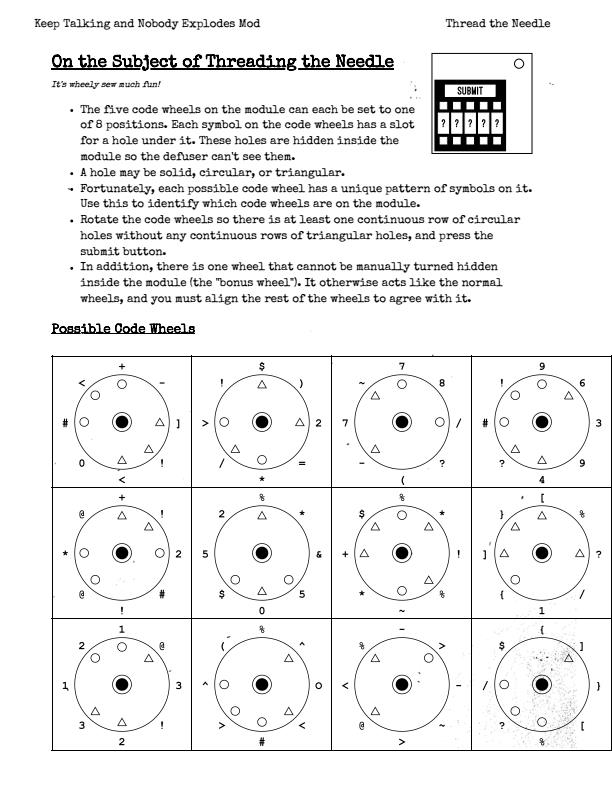 Keep Talking and Nobody Explodes Mod Thread the Needle
On the Subject of Threading the Needle
It's wheely sew much fun!
SUBMIT
? ? ? ? ?
• The five code wheels on the module can each be set to one
of 8 positions. Each symbol on the code wheels has a slot
for a hole under it. These holes are hidden inside the
module so the defuser can't see them.
• A hole may be solid, circular, or triangular.
• Fortunately, each possible code wheel has a unique pattern of symbols on it.
Use this to identify which code wheels are on the module.
• Rotate the code wheels so there is at least one continuous row of circular
holes without any continuous rows of triangular holes, and press the
submit button.
• In addition, there is one wheel that cannot be manually turned hidden
inside the module (the "bonus wheel"). It otherwise acts like the normal
wheels, and you must align the rest of the wheels to agree with it.
Possible Code Wheels
+ $ 7 9
< - ! ) ~ 8 ! 6
# ] > 2 7 / # 3
0 ! / = - ? ? 9
< * ( 4
+ % % [
@ ! 2 * $ * } %
* 2 5 & + ! ] ?
@ # $ 5 * % { /
! 0 ~ 1
1 % - {
2 @ ( ^ % > $ ]
1 3 ^ O < - / }
3 ! > < @ ~ ? [
2 # > %